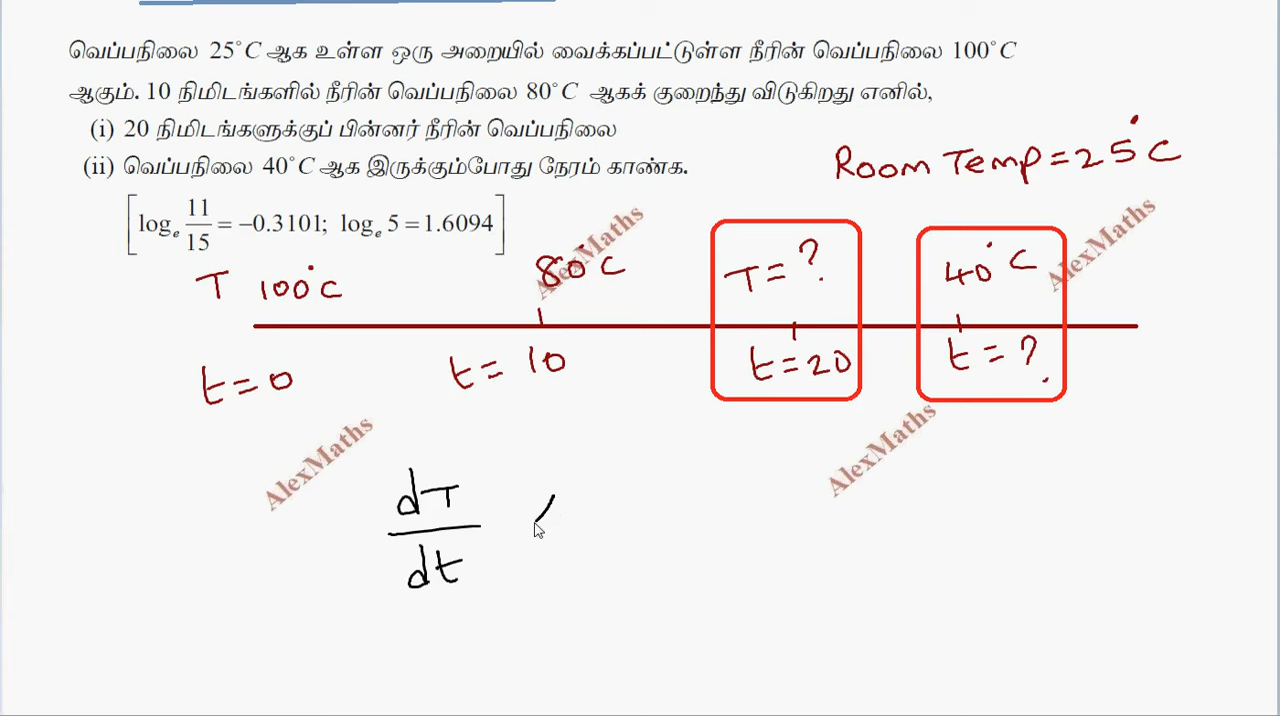 வெப்பநிலை 25°C ஆக உள்ள ஒரு அறையில் வைக்கப்பட்டுள்ள நீரின் வெப்பநிலை 100°C
ஆகும். 10 நிமிடங்களில் நீரின் வெப்பநிலை 80°C ஆகக் குறைந்து விடுகிறது எனில்,
(i) 20 நிமிடங்களுக்குப் பின்னர் நீரின் வெப்பநிலை
(ii) வெப்பநிலை 40°C ஆக இருக்கும்போது நேரம் காண்க.
Room Temp = 25°C
[logₑ 11/15 = −0.3101; logₑ 5 = 1.6094]
T 100°C 80°C T = ? 40°C
t = 0 t = 10 t = 20 t = ?
dT/dt
AlexMaths
AlexMaths
AlexMaths
AlexMaths